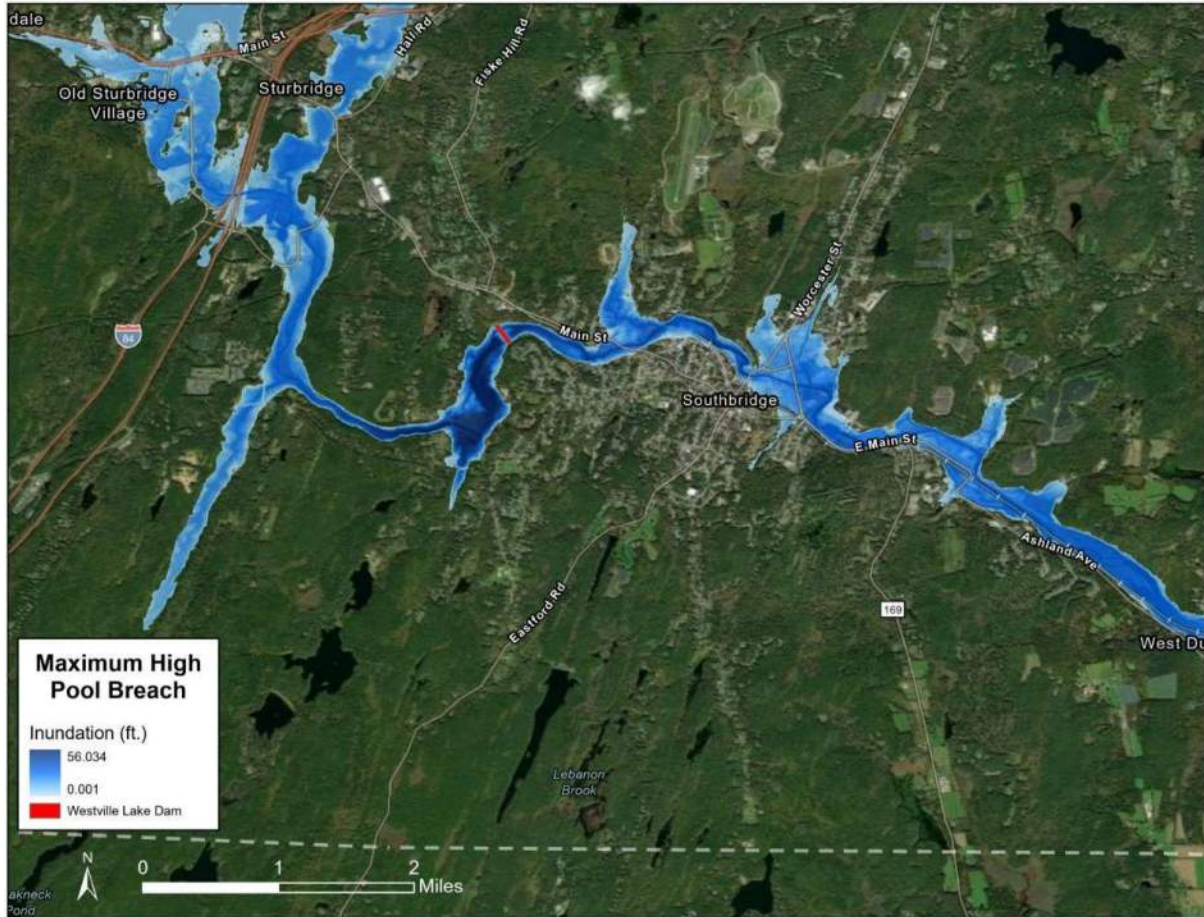 dale
Main St
Hall Rd
Fiske Hill Rd
Old Sturbridge
Village
Sturbridge
84
Worcester St
Main St
Southbridge
E Main St
Ashland Ave
Eastford Rd
169
West Du
Maximum High
Pool Breach
Inundation (ft.)
56.034
0.001
Westville Lake Dam
Lebanon
Brook
N
0
1
2
Miles
akneck
Pond